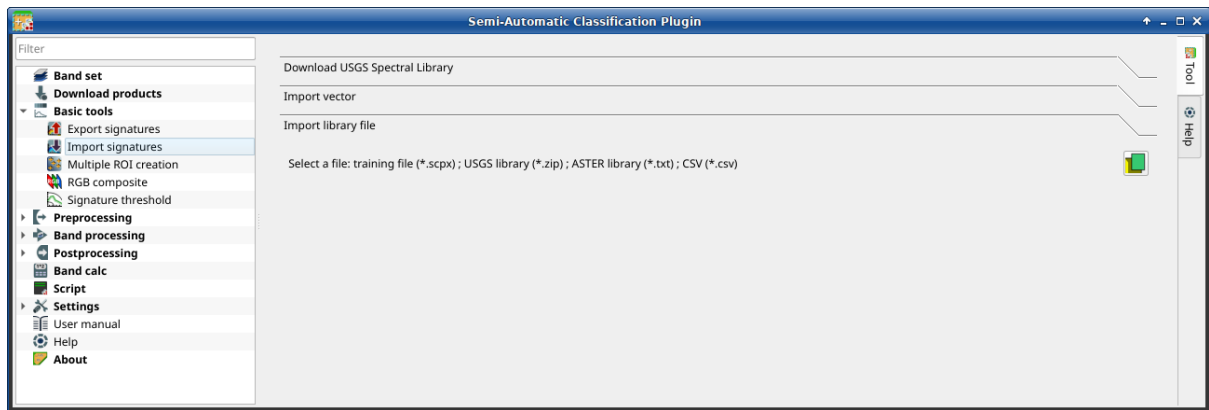 Semi-Automatic Classification Plugin
Filter
Band set
Download products
Basic tools
Export signatures
Import signatures
Multiple ROI creation
RGB composite
Signature threshold
Preprocessing
Band processing
Postprocessing
Band calc
Script
Settings
User manual
Help
About
Download USGS Spectral Library
Import vector
Import library file
Select a file: training file (*.scpx) ; USGS library (*.zip) ; ASTER library (*.txt) ; CSV (*.csv)
Tool
Help